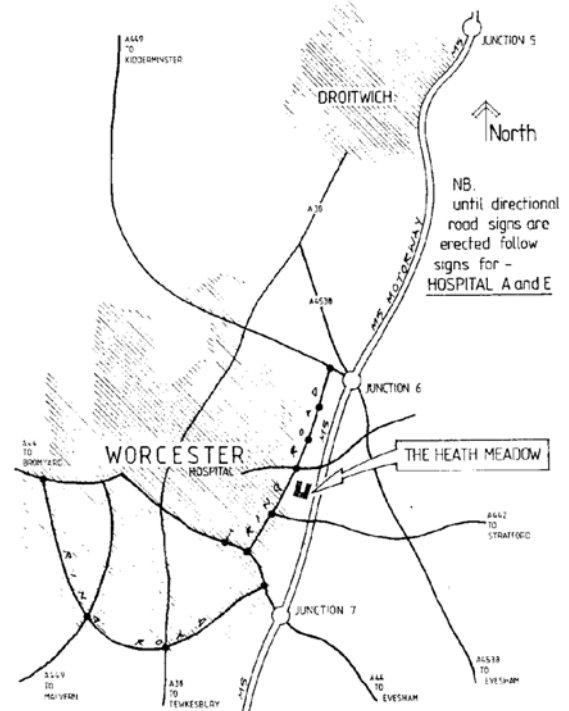 A449
TO
KIDDERMINSTER
M5
JUNCTION 5
DROITWICH
North
NB.
until directional
road signs are
erected follow
signs for -
HOSPITAL A and E
A38
M5 MOTORWAY
A4538
JUNCTION 6
M5
A44
TO
BROMYARD
WORCESTER
HOSPITAL
THE HEATH MEADOW
A422
TO
STRATFORD
JUNCTION 7
A449
TO
MALVERN
A38
TO
TEWKESBURY
M5
A44
TO
EVESHAM
A4538
TO
EVESHAM